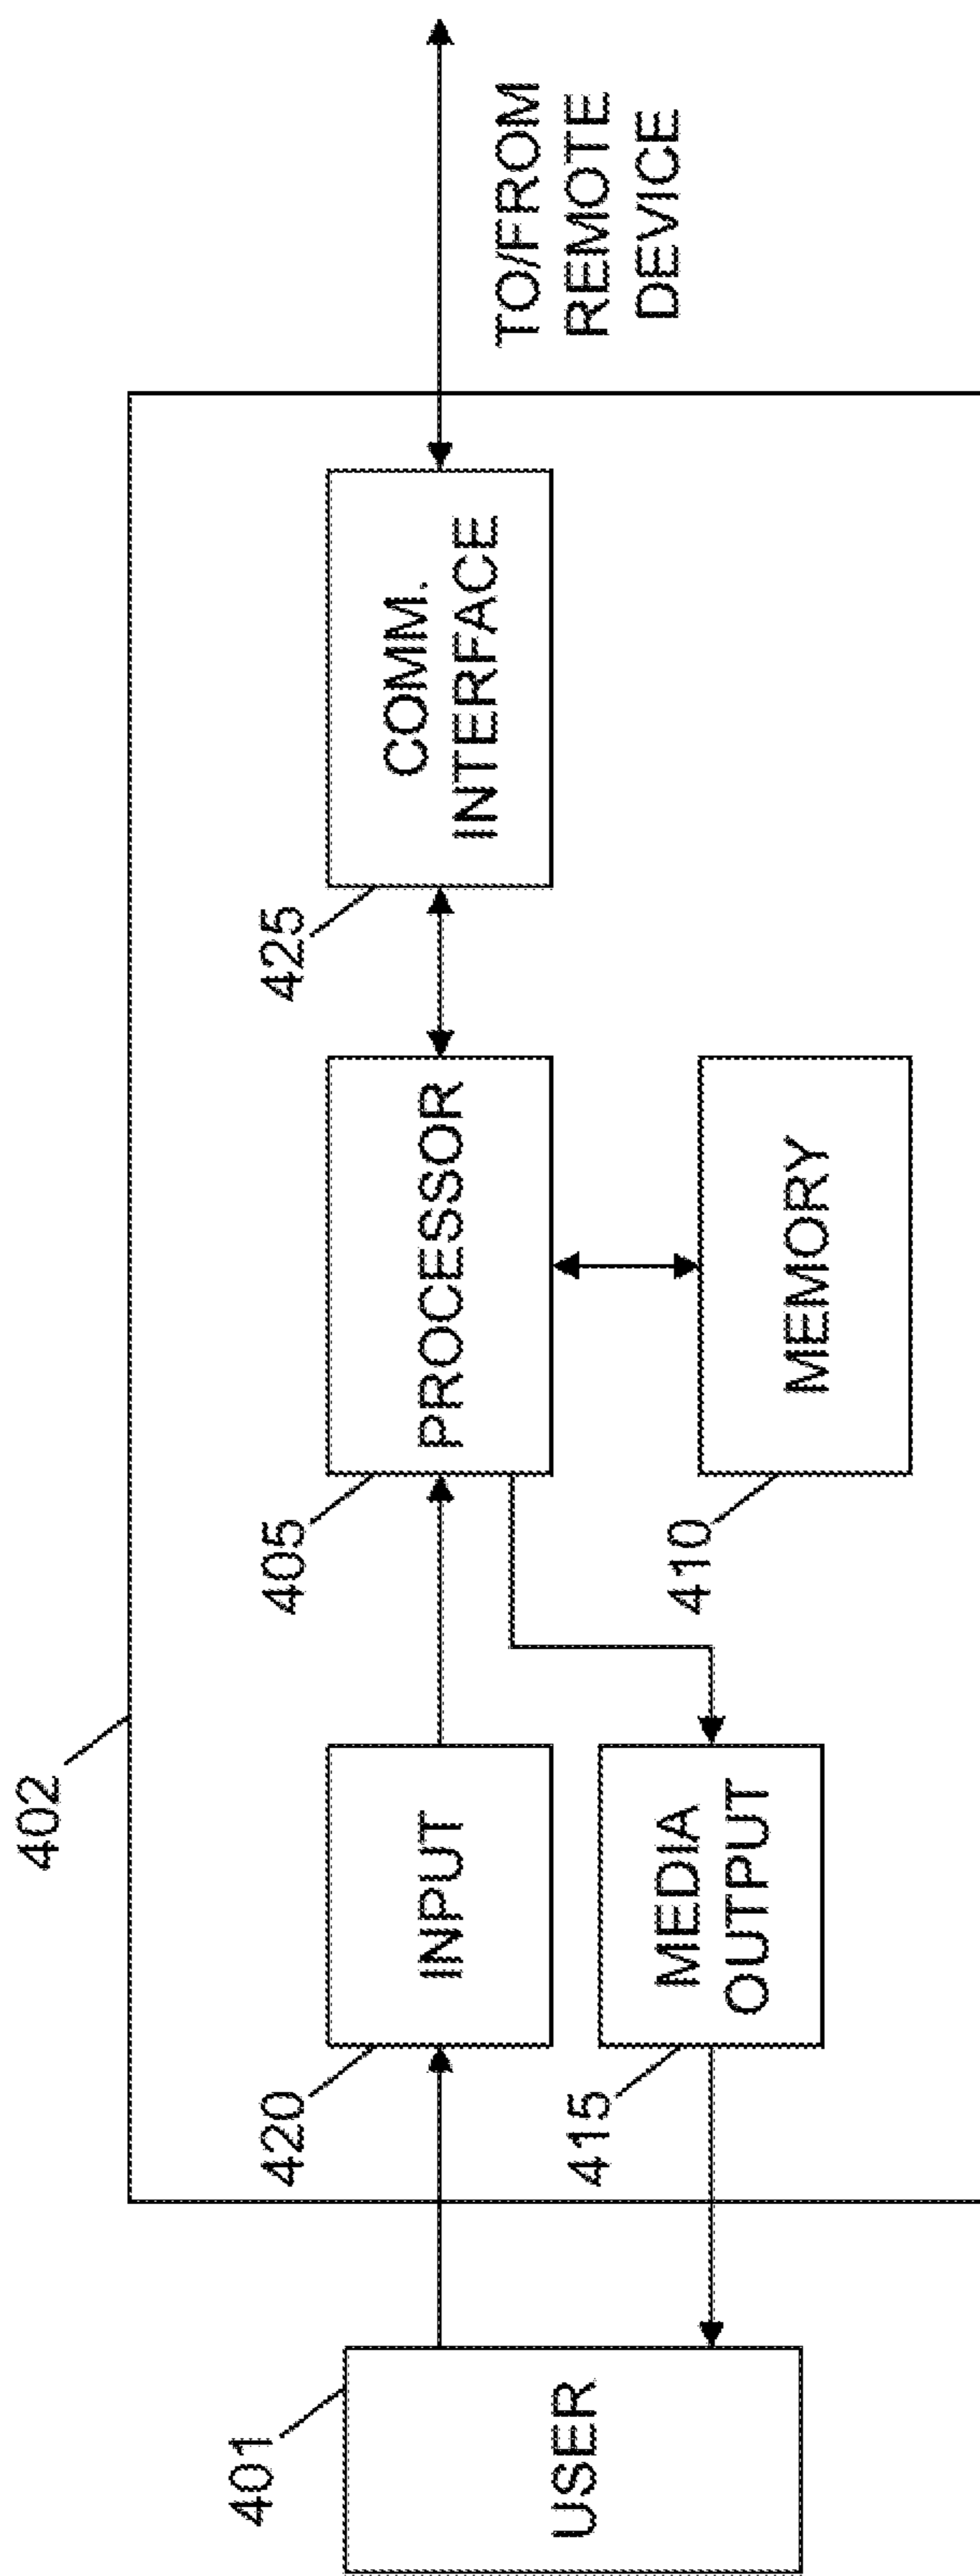 402
401
USER
420
INPUT
415
MEDIA
OUTPUT
405
PROCESSOR
410
MEMORY
425
COMM.
INTERFACE
TO/FROM
REMOTE
DEVICE